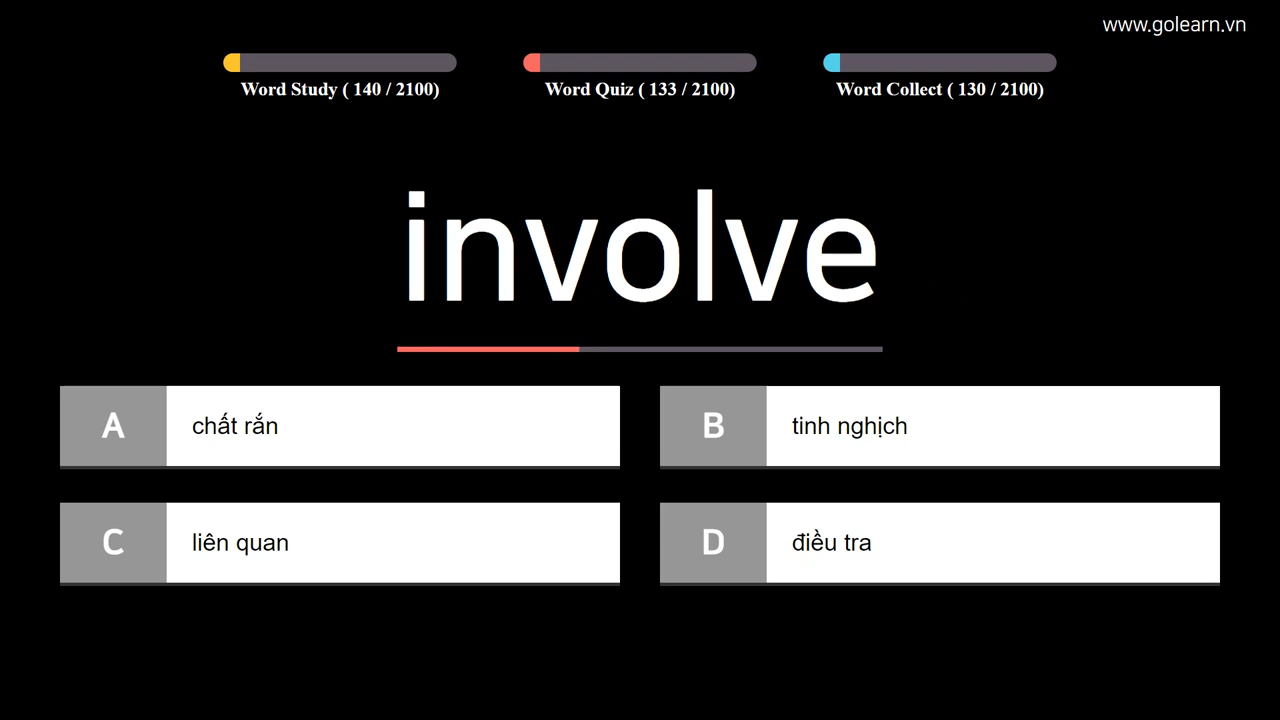 www.golearn.vn
Word Study ( 140 / 2100)
Word Quiz ( 133 / 2100)
Word Collect ( 130 / 2100)
involve
A chất rắn
B tinh nghịch
C liên quan
D điều tra